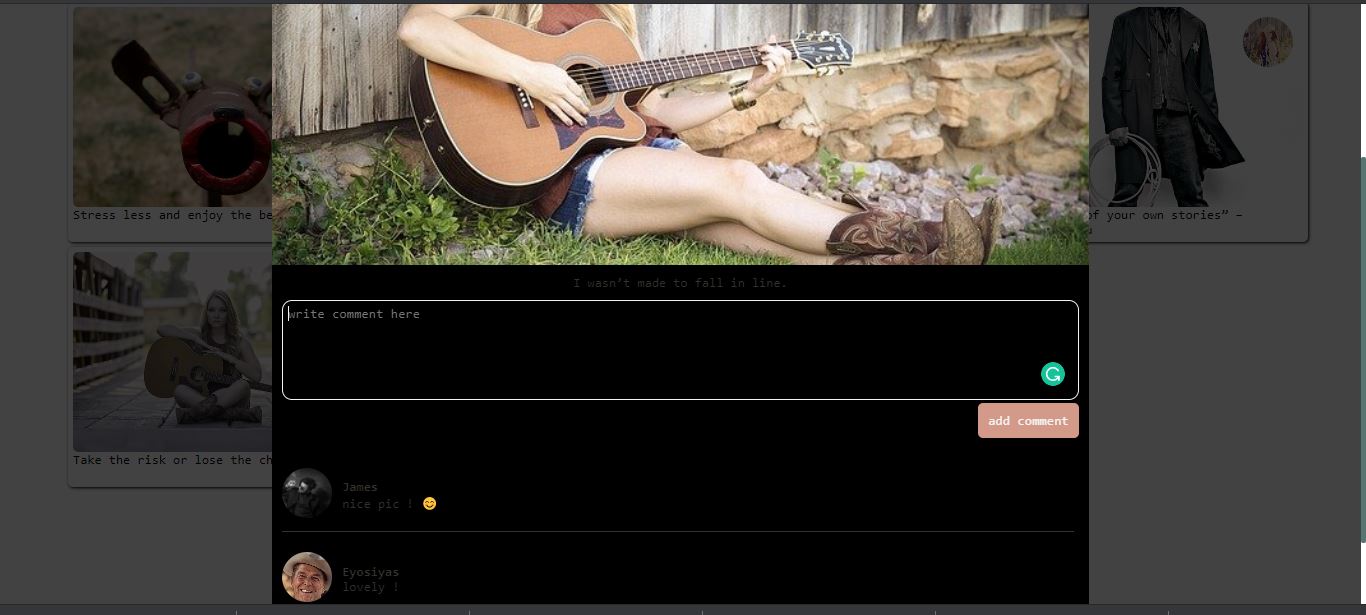 Stress less and enjoy the be
of your own stories” –
I wasn’t made to fall in line.
write comment here
add comment
Take the risk or lose the ch
James
nice pic ! 😊
Eyosiyas
lovely !